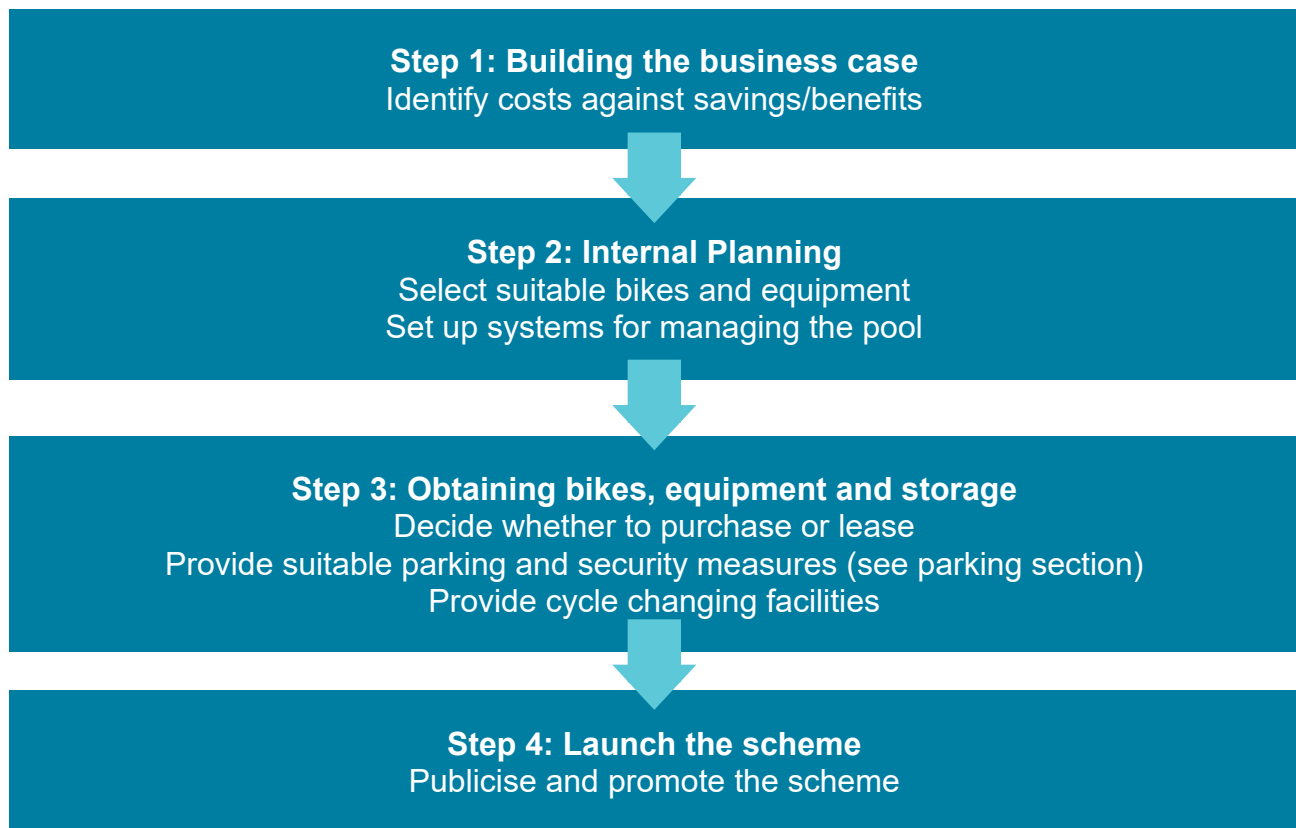 Step 1: Building the business case
Identify costs against savings/benefits
Step 2: Internal Planning
Select suitable bikes and equipment
Set up systems for managing the pool
Step 3: Obtaining bikes, equipment and storage
Decide whether to purchase or lease
Provide suitable parking and security measures (see parking section)
Provide cycle changing facilities
Step 4: Launch the scheme
Publicise and promote the scheme